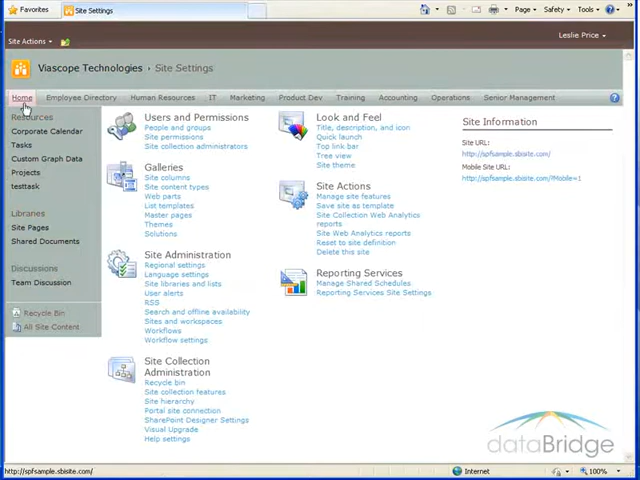 Favorites
Site Settings
Page
Safety
Tools
Leslie Price
Site Actions
Viascope Technologies
Site Settings
Home
Employee Directory
Human Resources
IT
Marketing
Product Dev
Training
Accounting
Operations
Senior Management
Resources
Corporate Calendar
Tasks
Custom Graph Data
Projects
testtask
Libraries
Site Pages
Shared Documents
Discussions
Team Discussion
Recycle Bin
All Site Content
Users and Permissions
People and groups
Site permissions
Site collection administrators
Galleries
Site columns
Site content types
Web parts
List templates
Master pages
Themes
Solutions
Site Administration
Regional settings
Language settings
Site libraries and lists
User alerts
RSS
Search and offline availability
Sites and workspaces
Workflows
Workflow settings
Site Collection
Administration
Recycle bin
Site collection features
Site hierarchy
Portal site connection
SharePoint Designer Settings
Visual Upgrade
Help settings
Look and Feel
Title, description, and icon
Quick launch
Top link bar
Tree view
Site theme
Site Actions
Manage site features
Save site as template
Site Collection Web Analytics
reports
Site Web Analytics reports
Reset to site definition
Delete this site
Reporting Services
Manage Shared Schedules
Reporting Services Site Settings
Site Information
Site URL:
http://spfsample.sbisite.com/
Mobile Site URL:
http://spfsample.sbisite.com/?Mobile=1
dataBridge
http://spfsample.sbisite.com/
Internet
100%